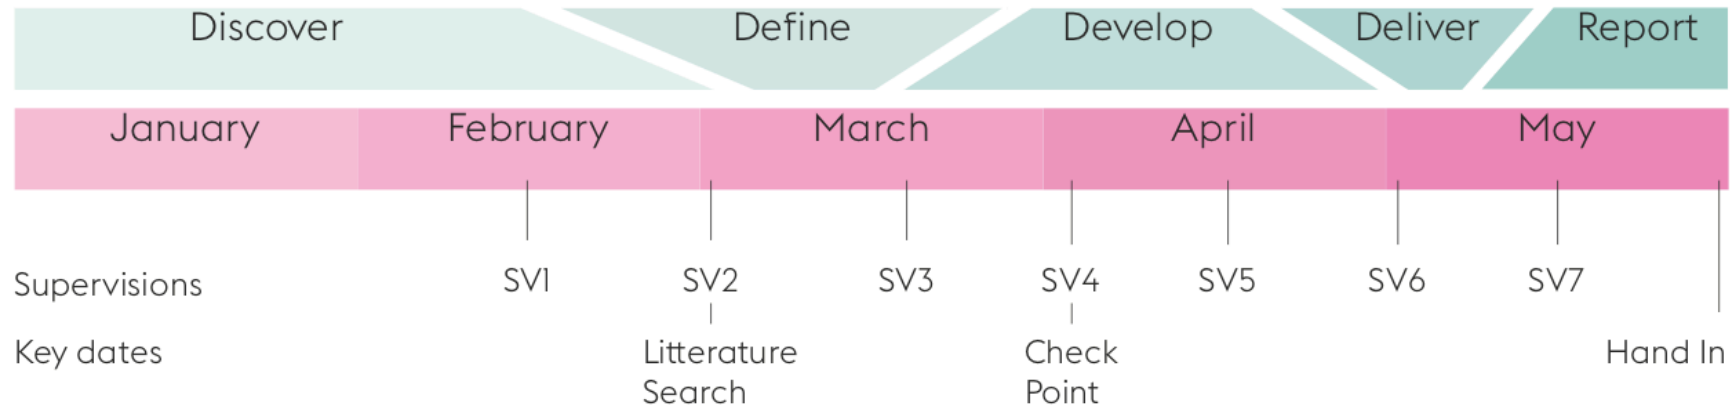 Discover Define Develop Deliver Report
January February March April May
Supervisions SV1 SV2 SV3 SV4 SV5 SV6 SV7
Key dates Litterature Check Hand In
Search Point